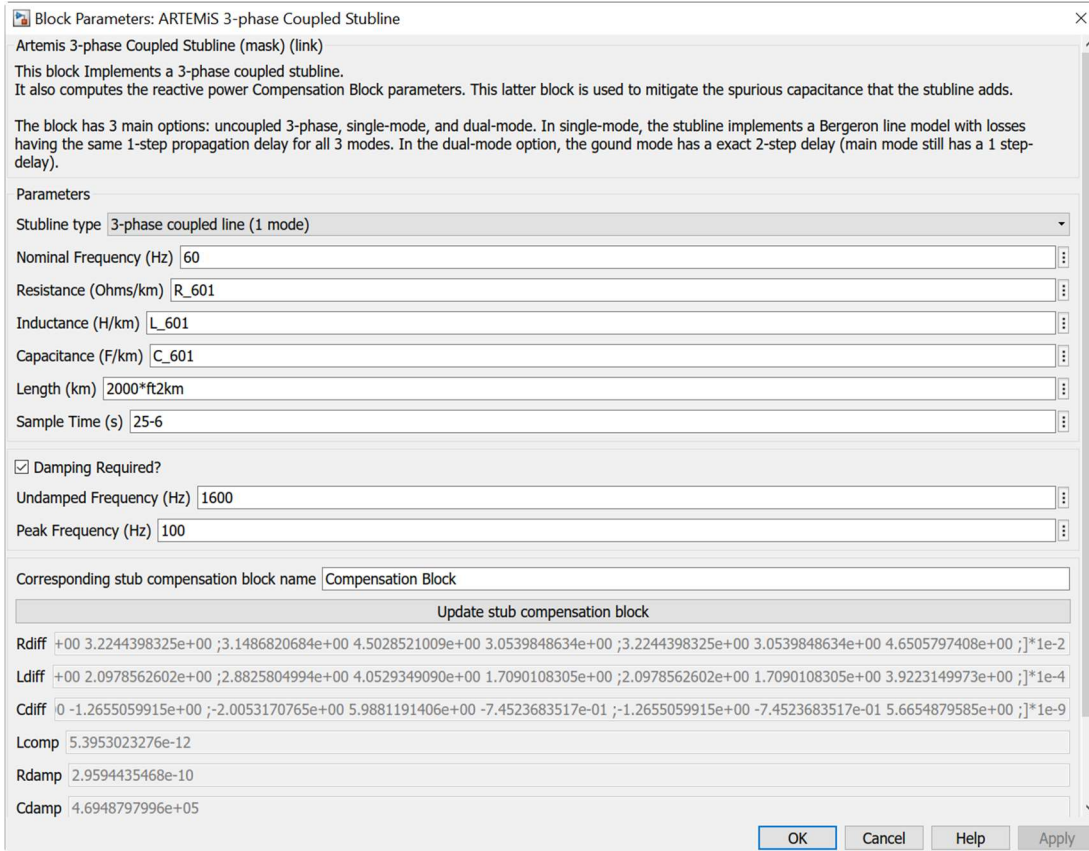 Block Parameters: ARTEMiS 3-phase Coupled Stubline
Artemis 3-phase Coupled Stubline (mask) (link)
This block Implements a 3-phase coupled stubline.
It also computes the reactive power Compensation Block parameters. This latter block is used to mitigate the spurious capacitance that the stubline adds.
The block has 3 main options: uncoupled 3-phase, single-mode, and dual-mode. In single-mode, the stubline implements a Bergeron line model with losses
having the same 1-step propagation delay for all 3 modes. In the dual-mode option, the gound mode has a exact 2-step delay (main mode still has a 1 step-
delay).
Parameters
Stubline type 3-phase coupled line (1 mode)
Nominal Frequency (Hz) 60
Resistance (Ohms/km) R_601
Inductance (H/km) L_601
Capacitance (F/km) C_601
Length (km) 2000*ft2km
Sample Time (s) 25-6
Damping Required?
Undamped Frequency (Hz) 1600
Peak Frequency (Hz) 100
Corresponding stub compensation block name Compensation Block
Update stub compensation block
Rdiff +00 3.2244398325e+00 ;3.1486820684e+00 4.5028521009e+00 3.0539848634e+00 ;3.2244398325e+00 3.0539848634e+00 4.6505797408e+00 ;]*1e-2
Ldiff +00 2.0978562602e+00 ;2.8825804994e+00 4.0529349090e+00 1.7090108305e+00 ;2.0978562602e+00 1.7090108305e+00 3.9223149973e+00 ;]*1e-4
Cdiff 0 -1.2655059915e+00 ;-2.0053170765e+00 5.9881191406e+00 -7.4523683517e-01 ;-1.2655059915e+00 -7.4523683517e-01 5.6654879585e+00 ;]*1e-9
Lcomp 5.3953023276e-12
Rdamp 2.9594435468e-10
Cdamp 4.6948797996e+05
OK Cancel Help Apply